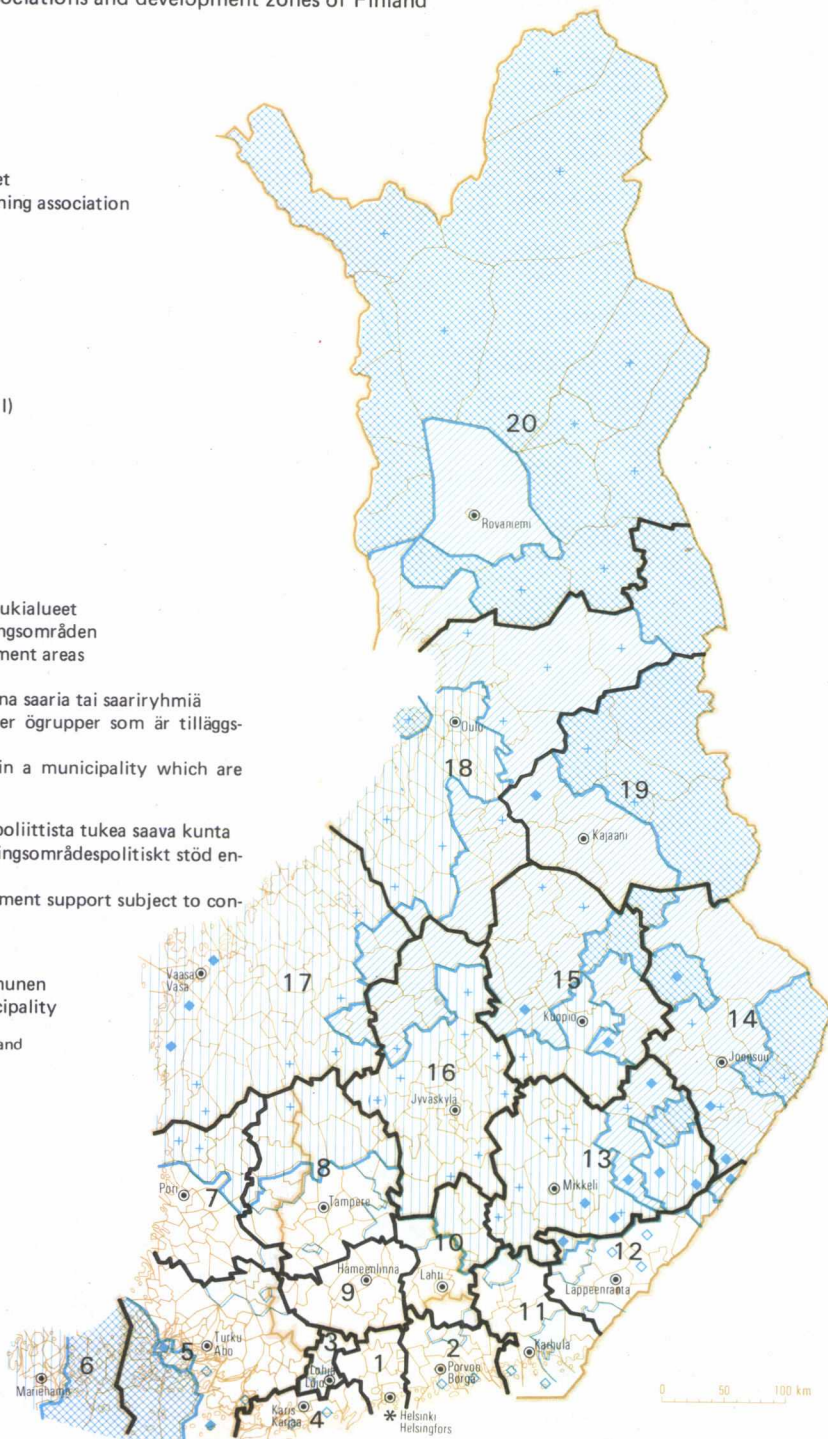 ociations and development zones of Finland
et
ning association
l)
ukialueet
ngsområden
ment areas
na saaria tai saariryhmiä
er ögrupper som är tilläggs-
in a municipality which are
poliittista tukea saava kunta
ingsområdespolitiskt stöd en-
ment support subject to con-
munen
cipality
and
20
Rovaniemi
Oulu
18
19
Kajaani
Vaasa
Vasa
17
15
Kuopio
14
Joensuu
16
Jyväskylä
13
Mikkeli
8
Pori
7
Tampere
10
12
Hämeenlinna
9
Lahti
Lappeenranta
11
Turku
Åbo
5
3
1
2
Karhula
6
Mariehamn
Lohja
Lojo
Porvoo
Borgå
Karis
Karjaa
4
* Helsinki
Helsingfors
0 50 100 km